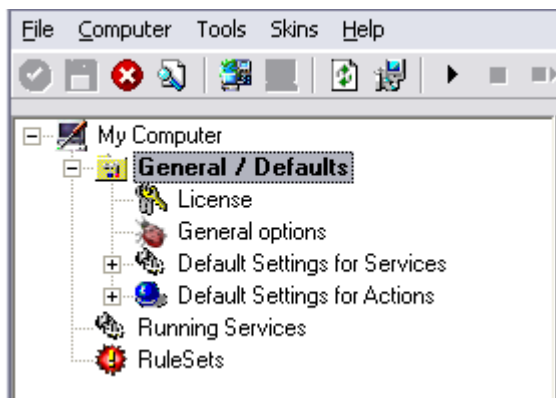 File Computer Tools Skins Help
My Computer
General / Defaults
License
General options
Default Settings for Services
Default Settings for Actions
Running Services
RuleSets